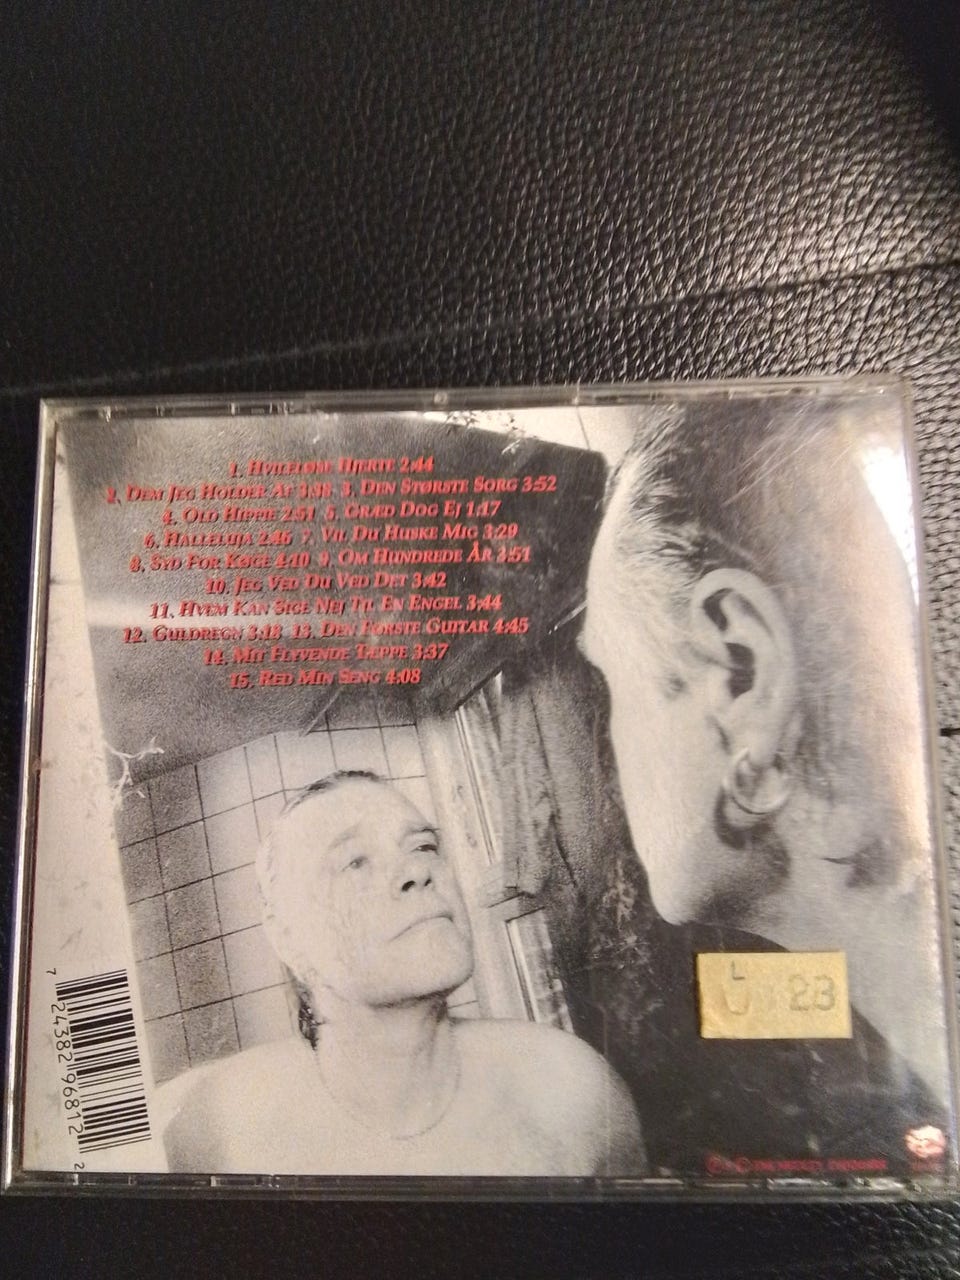 1. HVILELØSE HJERTE 2:44
2. DEM JEG HOLDER AF 3:38 3. DEN STØRSTE SORG 3:52
4. OLD HIPPIE 2:51 5. GRÆD DOG EJ 1:17
6. HALLELUJA 2:46 7. VIL DU HUSKE MIG 3:29
8. SYD FOR KØGE 4:10 9. OM HUNDREDE ÅR 3:51
10. JEG VED DU VED DET 3:42
11. HVEM KAN SIGE NEJ TIL EN ENGEL 3:44
12. GULDREGN 3:18 13. DEN FØRSTE GUITAR 4:45
14. MIT FLYVENDE TÆPPE 3:37
15. RED MIN SENG 4:08
7 24382 96812 2
L 23